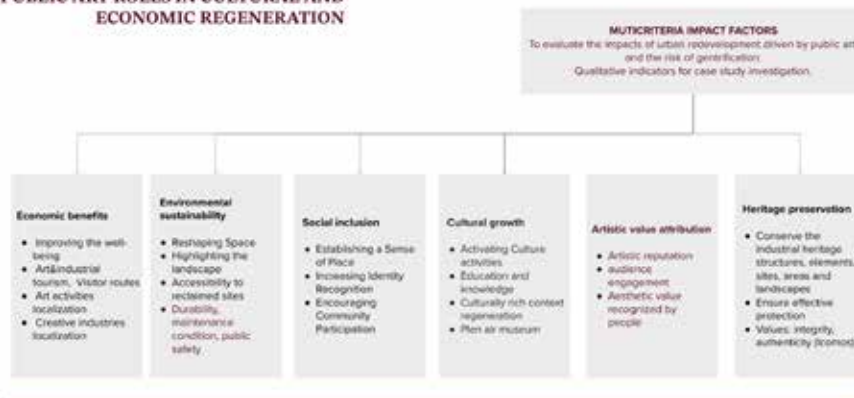 PUBLIC ART ROLES IN CULTURAL AND
ECONOMIC REGENERATION
MUTICRITERIA IMPACT FACTORS
To evaluate the impacts of urban redevelopment driven by public art
and the risk of gentrification.
Qualitative indicators for case study investigation.
Economic benefits
• Improving the well-
being
• Art&industrial
tourism, Visitor routes
• Art activities
localization
• Creative industries
localization
Environmental
sustainability
• Reshaping Space
• Highlighting the
landscape
• Accessibility to
reclaimed sites
• Durability,
maintenance
condition, public
safety
Social inclusion
• Establishing a Sense
of Place
• Increasing Identity
Recognition
• Encouraging
Community
Participation
Cultural growth
• Activating Culture
activities
• Education and
knowledge
• Culturally rich context
regeneration
• Plen air museum
Artistic value attribution
• Artistic reputation
• audience
engagement
• Aesthetic value
recognized by
people
Heritage preservation
• Conserve the
industrial heritage
structures, elements,
sites, areas and
landscapes
• Ensure effective
protection
• Values: integrity,
authenticity (Icomos)